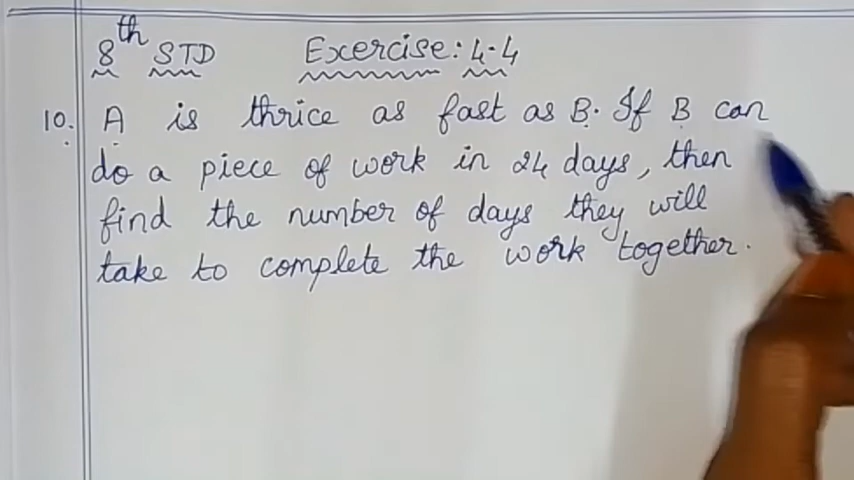 8th STD Exercise: 4.4
10. A is thrice as fast as B. If B can
do a piece of work in 24 days, then
find the number of days they will
take to complete the work together.